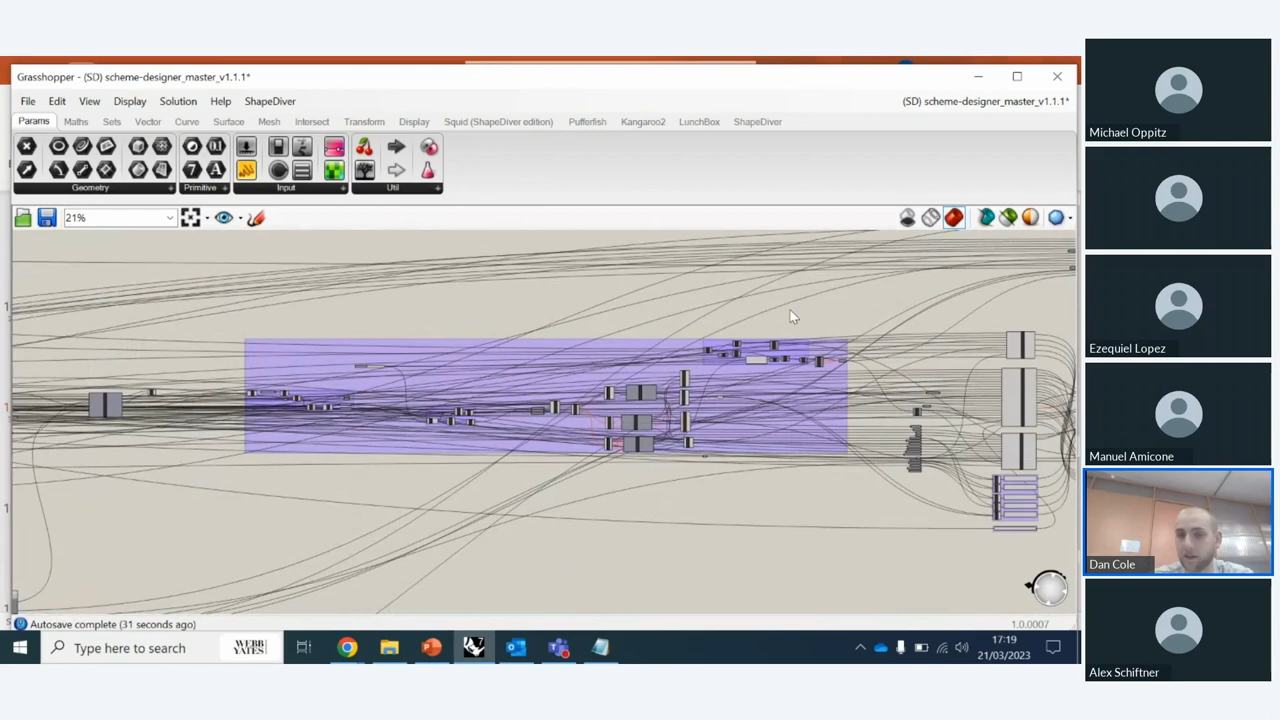 Grasshopper - (SD) scheme-designer_master_v1.1.1*
File Edit View Display Solution Help ShapeDiver
(SD) scheme-designer_master_v1.1.1*
Params Maths Sets Vector Curve Surface Mesh Intersect Transform Display Squid (ShapeDiver edition) Pufferfish Kangaroo2 LunchBox ShapeDiver
Geometry Primitive Input Util
21%
Autosave complete (31 seconds ago)
1.0.0007
Type here to search
WEBB
YATES
17:19
21/03/2023
Michael Oppitz
Ezequiel Lopez
Manuel Amicone
Dan Cole
Alex Schiftner